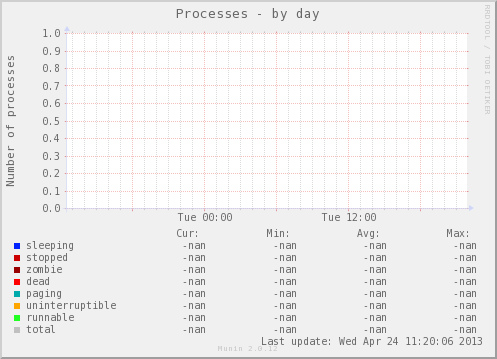 Processes - by day
RRDTOOL / TOBI OETIKER
Number of processes
1.0
0.9
0.8
0.7
0.6
0.5
0.4
0.3
0.2
0.1
0.0
Tue 00:00 Tue 12:00
Cur: Min: Avg: Max:
sleeping -nan -nan -nan -nan
stopped -nan -nan -nan -nan
zombie -nan -nan -nan -nan
dead -nan -nan -nan -nan
paging -nan -nan -nan -nan
uninterruptible -nan -nan -nan -nan
runnable -nan -nan -nan -nan
total -nan -nan -nan -nan
Last update: Wed Apr 24 11:20:06 2013
Munin 2.0.12